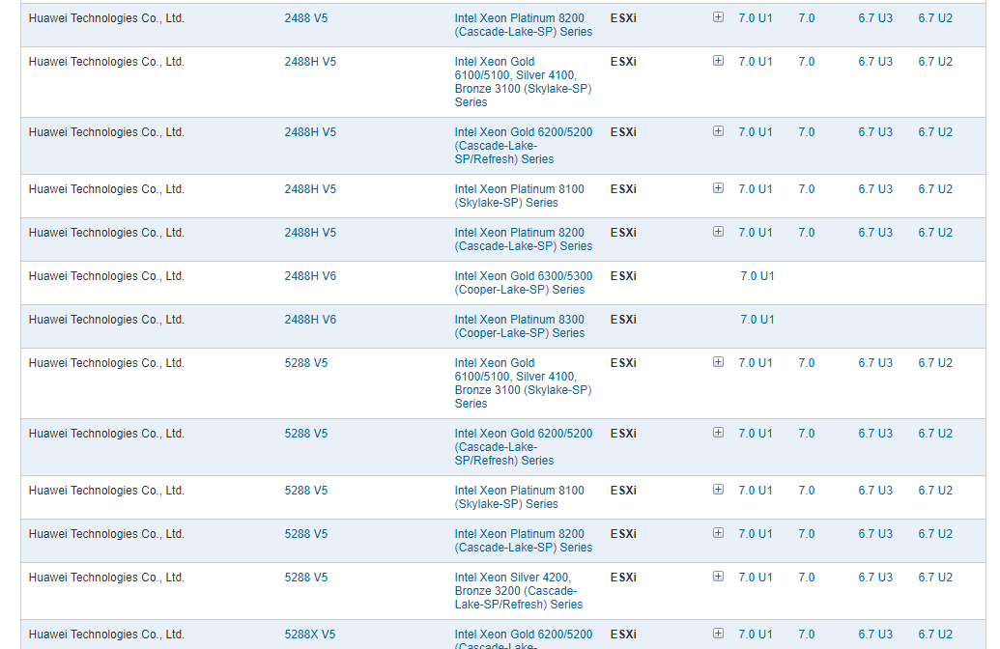 Huawei Technologies Co., Ltd. 2488 V5 Intel Xeon Platinum 8200 ESXi 7.0 U1 7.0 6.7 U3 6.7 U2
(Cascade-Lake-SP) Series
Huawei Technologies Co., Ltd. 2488H V5 Intel Xeon Gold ESXi 7.0 U1 7.0 6.7 U3 6.7 U2
6100/5100, Silver 4100,
Bronze 3100 (Skylake-SP)
Series
Huawei Technologies Co., Ltd. 2488H V5 Intel Xeon Gold 6200/5200 ESXi 7.0 U1 7.0 6.7 U3 6.7 U2
(Cascade-Lake-
SP/Refresh) Series
Huawei Technologies Co., Ltd. 2488H V5 Intel Xeon Platinum 8100 ESXi 7.0 U1 7.0 6.7 U3 6.7 U2
(Skylake-SP) Series
Huawei Technologies Co., Ltd. 2488H V5 Intel Xeon Platinum 8200 ESXi 7.0 U1 7.0 6.7 U3 6.7 U2
(Cascade-Lake-SP) Series
Huawei Technologies Co., Ltd. 2488H V6 Intel Xeon Gold 6300/5300 ESXi 7.0 U1
(Cooper-Lake-SP) Series
Huawei Technologies Co., Ltd. 2488H V6 Intel Xeon Platinum 8300 ESXi 7.0 U1
(Cooper-Lake-SP) Series
Huawei Technologies Co., Ltd. 5288 V5 Intel Xeon Gold ESXi 7.0 U1 7.0 6.7 U3 6.7 U2
6100/5100, Silver 4100,
Bronze 3100 (Skylake-SP)
Series
Huawei Technologies Co., Ltd. 5288 V5 Intel Xeon Gold 6200/5200 ESXi 7.0 U1 7.0 6.7 U3 6.7 U2
(Cascade-Lake-
SP/Refresh) Series
Huawei Technologies Co., Ltd. 5288 V5 Intel Xeon Platinum 8100 ESXi 7.0 U1 7.0 6.7 U3 6.7 U2
(Skylake-SP) Series
Huawei Technologies Co., Ltd. 5288 V5 Intel Xeon Platinum 8200 ESXi 7.0 U1 7.0 6.7 U3 6.7 U2
(Cascade-Lake-SP) Series
Huawei Technologies Co., Ltd. 5288 V5 Intel Xeon Silver 4200, ESXi 7.0 U1 7.0 6.7 U3 6.7 U2
Bronze 3200 (Cascade-
Lake-SP/Refresh) Series
Huawei Technologies Co., Ltd. 5288X V5 Intel Xeon Gold 6200/5200 ESXi 7.0 U1 7.0 6.7 U3 6.7 U2
(Cascade-Lake-